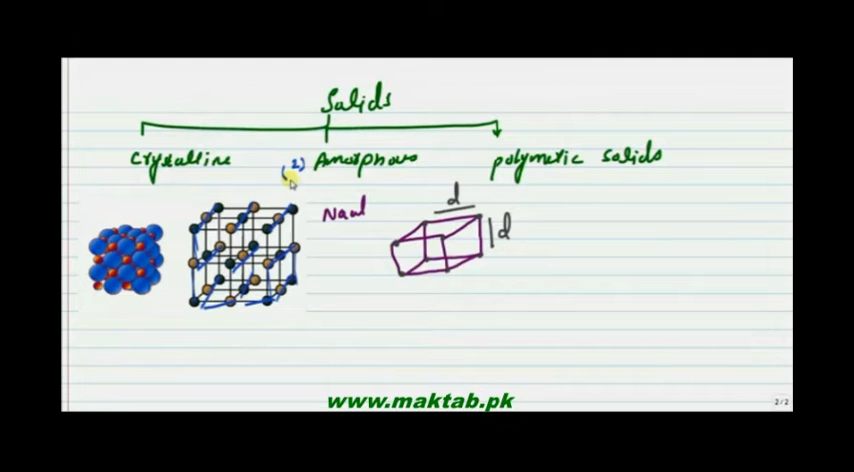 Solids
Crystalline (2) Amorphous polymeric solids
NaCl d
d
www.maktab.pk
2/2